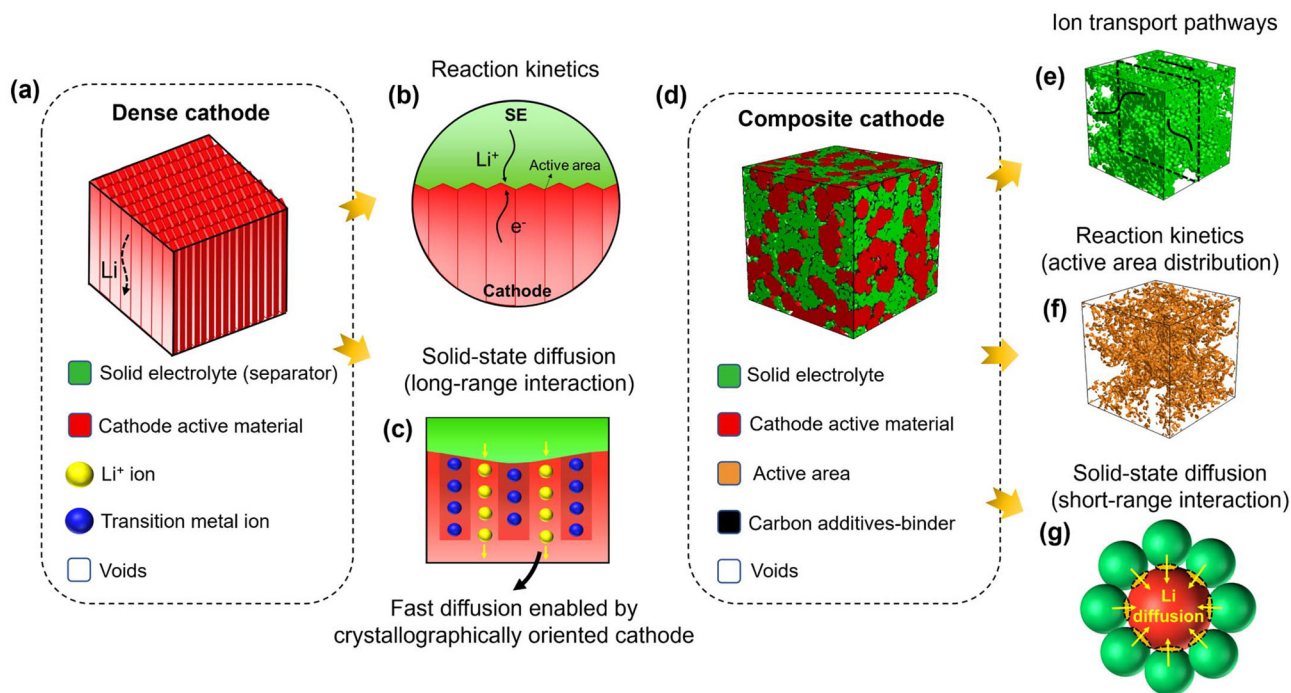 (a)
Dense cathode
Li
Solid electrolyte (separator)
Cathode active material
Li⁺ ion
Transition metal ion
Voids
Reaction kinetics
(b)
SE
Li⁺
Active area
e⁻
Cathode
Solid-state diffusion
(long-range interaction)
(c)
Fast diffusion enabled by
crystallographically oriented cathode
(d)
Composite cathode
Solid electrolyte
Cathode active material
Active area
Carbon additives-binder
Voids
Ion transport pathways
(e)
Reaction kinetics
(active area distribution)
(f)
Solid-state diffusion
(short-range interaction)
(g)
Li
diffusion